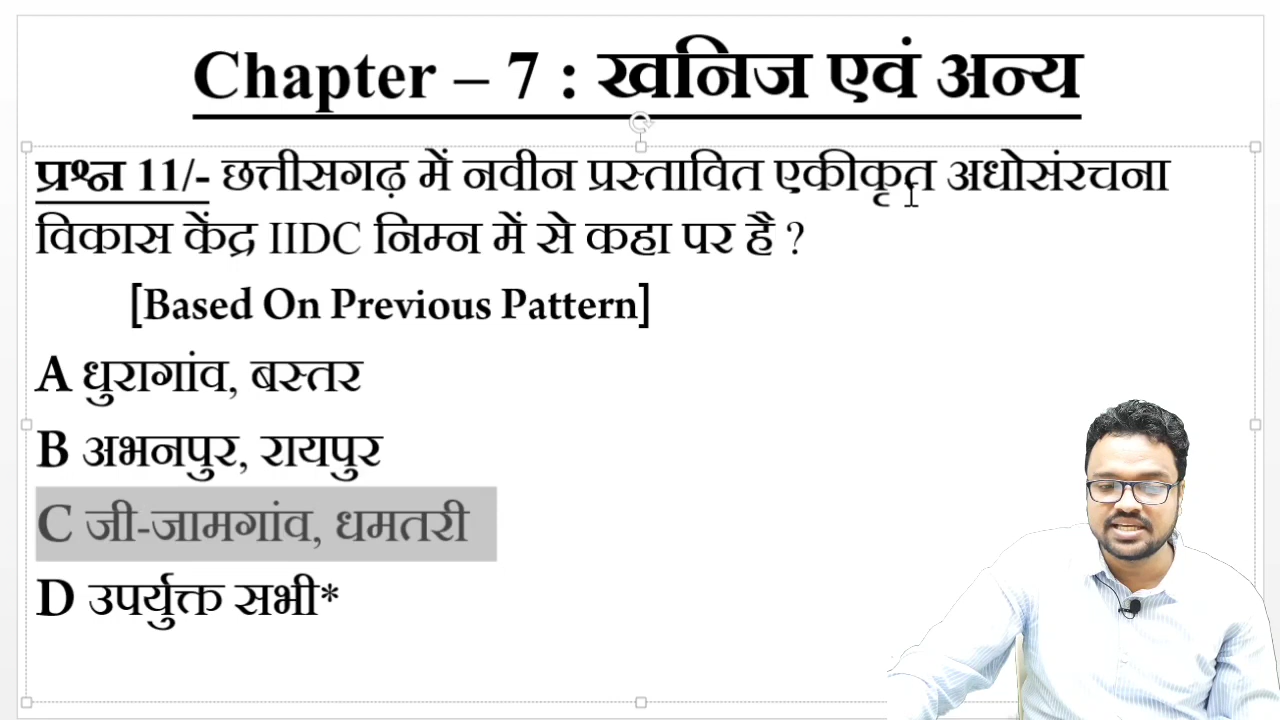 Chapter – 7 : खनिज एवं अन्य
प्रश्न 11/- छत्तीसगढ़ में नवीन प्रस्तावित एकीकृत अधोसंरचना
विकास केंद्र IIDC निम्न में से कहा पर है ?
[Based On Previous Pattern]
A धुरागांव, बस्तर
B अभनपुर, रायपुर
C जी-जामगांव, धमतरी
D उपर्युक्त सभी*